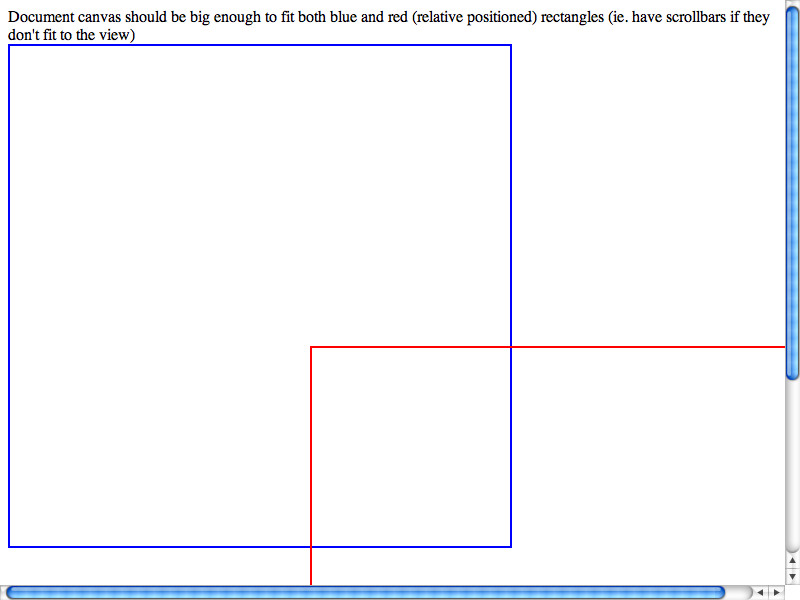 Document canvas should be big enough to fit both blue and red (relative positioned) rectangles (ie. have scrollbars if they
don't fit to the view)